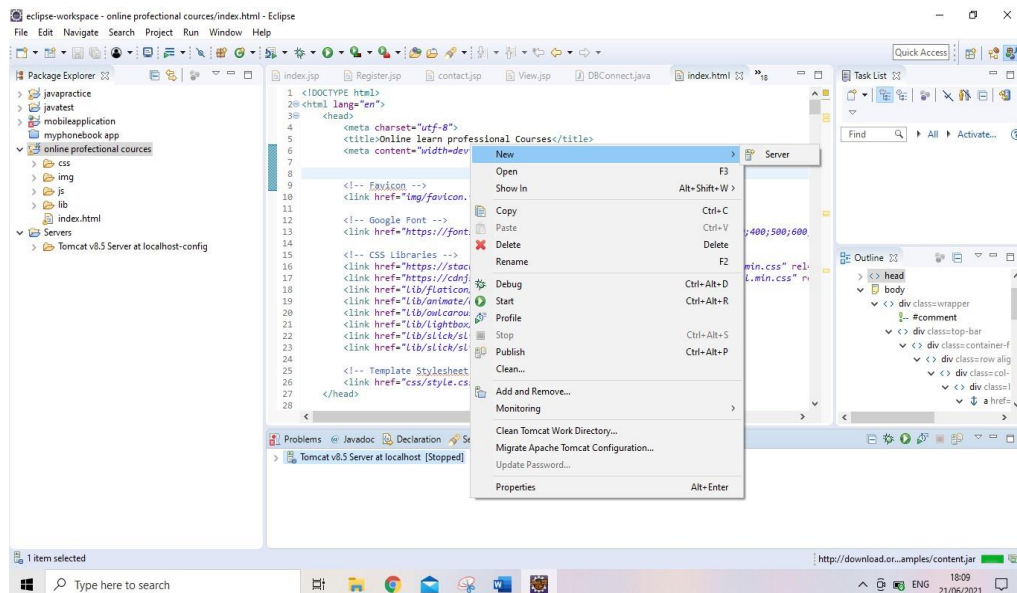 eclipse-workspace - online profectional cources/index.html - Eclipse
File Edit Navigate Search Project Run Window Help
Quick Access
Package Explorer
javapractice
javatest
mobileapplication
myphonebook app
online profectional cources
css
img
js
lib
index.html
Servers
Tomcat v8.5 Server at localhost-config
index.jsp Register.jsp contact.jsp View.jsp DBConnect.java index.html 18
1 <!DOCTYPE html>
2 <html lang="en">
3 <head>
4 <meta charset="utf-8">
5 <title>Online learn professional Courses</title>
6 <meta content="width=dev
7
8
9 <!-- Favicon -->
10 <link href="img/favicon.
11
12 <!-- Google Font -->
13 <link href="https://font ;400;500;600
14
15 <!-- CSS Libraries -->
16 <link href="https://stac min.css" rel
17 <link href="https://cdnj l.min.css" r
18 <link href="lib/flaticon
19 <link href="lib/animate/
20 <link href="lib/owlcarou
21 <link href="lib/lightbox
22 <link href="lib/slick/sl
23 <link href="lib/slick/sl
24
25 <!-- Template Stylesheet
26 <link href="css/style.cs
27 </head>
28
New
Server
Open F3
Show In Alt+Shift+W >
Copy Ctrl+C
Paste Ctrl+V
Delete Delete
Rename F2
Debug Ctrl+Alt+D
Start Ctrl+Alt+R
Profile
Stop Ctrl+Alt+S
Publish Ctrl+Alt+P
Clean...
Add and Remove...
Monitoring
Clean Tomcat Work Directory...
Migrate Apache Tomcat Configuration...
Update Password...
Properties Alt+Enter
Task List
Find All Activate...
Outline
head
body
div class=wrapper
#comment
div class=top-bar
div class=container-f
div class=row alig
div class=col-
div class=l
a href=
Problems Javadoc Declaration Se
Tomcat v8.5 Server at localhost [Stopped]
1 item selected
http://download.or...amples/content.jar
Type here to search
ENG
18:09
21/06/2021